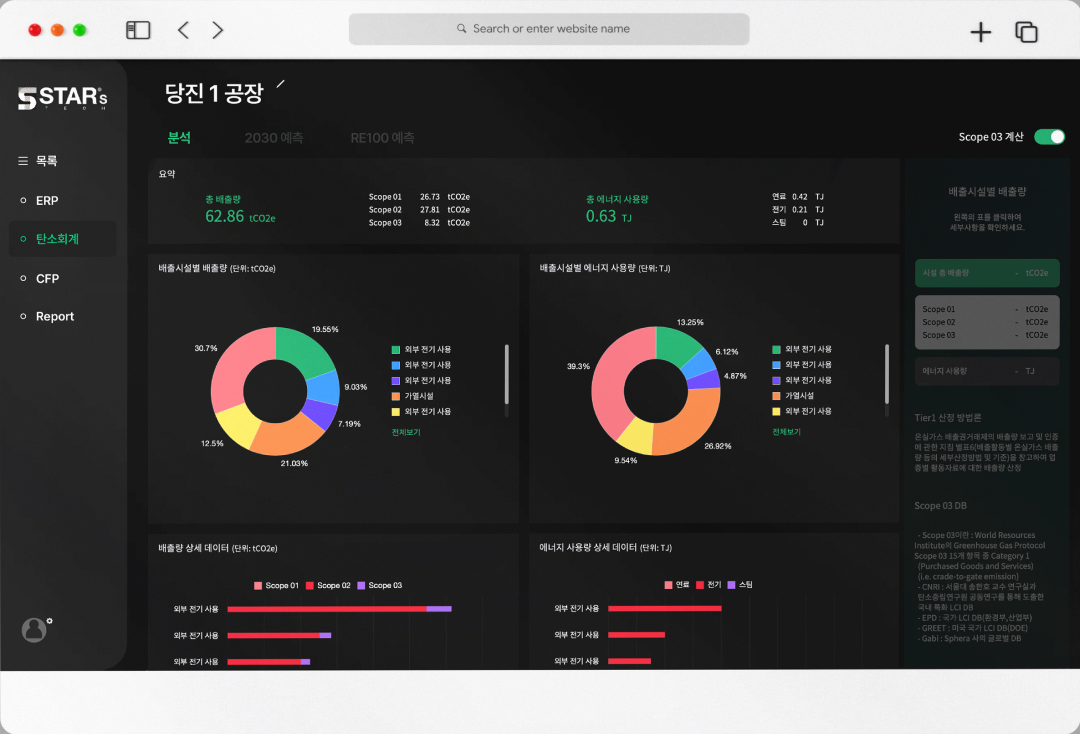 Search or enter website name
5STAR's
TECH
목록
ERP
탄소회계
CFP
Report
당진 1 공장
분석
2030 예측
RE100 예측
Scope 03 계산
요약
총 배출량
62.86 tCO2e
Scope 01 26.73 tCO2e
Scope 02 27.81 tCO2e
Scope 03 8.32 tCO2e
총 에너지 사용량
0.63 TJ
연료 0.42 TJ
전기 0.21 TJ
스팀 0 TJ
배출시설별 배출량 (단위: tCO2e)
19.55%
9.03%
7.19%
21.03%
12.5%
30.7%
외부 전기 사용
외부 전기 사용
외부 전기 사용
가열시설
외부 전기 사용
전체보기
배출시설별 에너지 사용량 (단위: TJ)
13.25%
6.12%
4.87%
26.92%
9.54%
39.3%
외부 전기 사용
외부 전기 사용
외부 전기 사용
가열시설
외부 전기 사용
전체보기
배출량 상세 데이터 (단위: tCO2e)
Scope 01 Scope 02 Scope 03
외부 전기 사용
외부 전기 사용
외부 전기 사용
에너지 사용량 상세 데이터 (단위: TJ)
연료 전기 스팀
외부 전기 사용
외부 전기 사용
외부 전기 사용
배출시설별 배출량
왼쪽의 표를 클릭하여
세부사항을 확인하세요.
시설 총 배출량 - tCO2e
Scope 01 - tCO2e
Scope 02 - tCO2e
Scope 03 - tCO2e
에너지 사용량 - TJ
Tier1 산정 방법론
온실가스 배출권거래제의 배출량 보고 및 인증
에 관한 지침 별표6(배출활동별 온실가스 배출
량 등의 세부산정방법 및 기준)을 참고하여 업
종별 활동자료에 대한 배출량 산정
Scope 03 DB
- Scope 03이란 : World Resources
Institute의 Greenhouse Gas Protocol
Scope 03 15개 항목 중 Category 1
(Purchased Goods and Services)
(i.e. crade-to-gate emission)
- CNRI : 서울대 송한호 교수 연구실과
탄소중립연구원 공동연구를 통해 도출한
국내 특화 LCI DB
- EPD : 국가 LCI DB(환경부,산업부)
- GREET : 미국 국가 LCI DB(DOE)
- Gabi : Sphera 사의 글로벌 DB